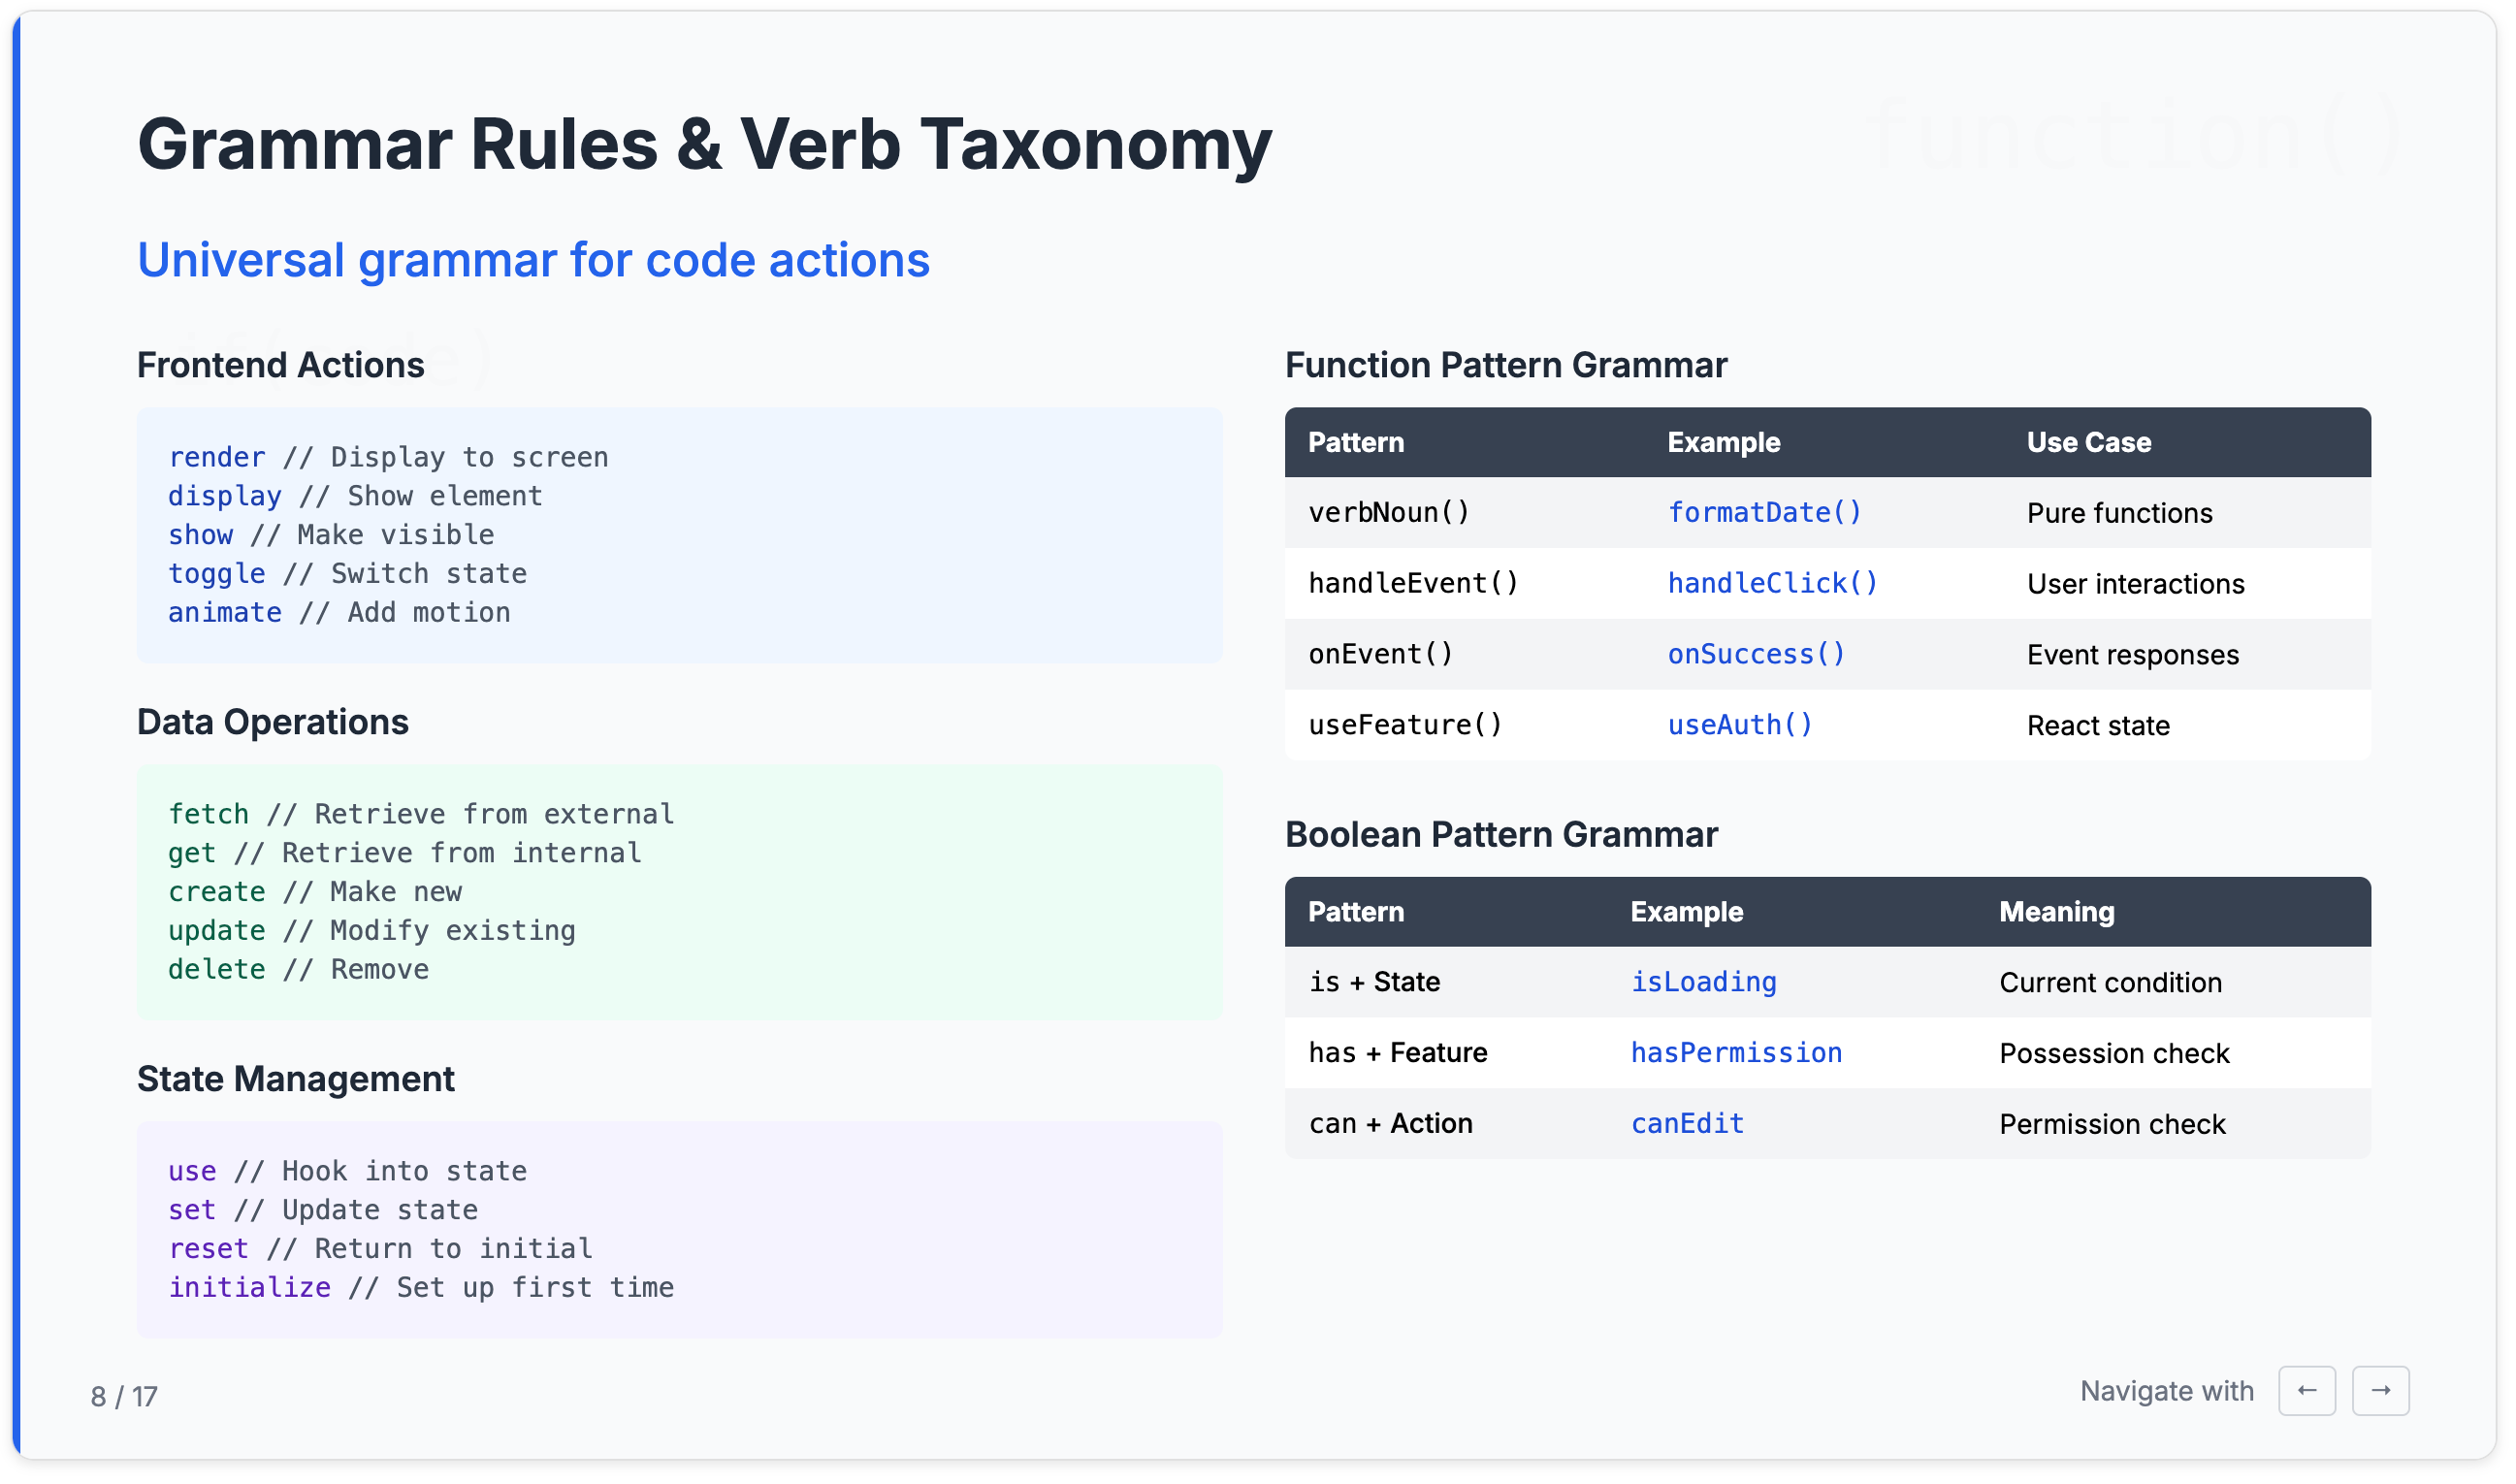 function()
Grammar Rules & Verb Taxonomy
Universal grammar for code actions
Frontend Actions
render // Display to screen
display // Show element
show // Make visible
toggle // Switch state
animate // Add motion
Data Operations
fetch // Retrieve from external
get // Retrieve from internal
create // Make new
update // Modify existing
delete // Remove
State Management
use // Hook into state
set // Update state
reset // Return to initial
initialize // Set up first time
Function Pattern Grammar
Pattern Example Use Case
verbNoun() formatDate() Pure functions
handleEvent() handleClick() User interactions
onEvent() onSuccess() Event responses
useFeature() useAuth() React state
Boolean Pattern Grammar
Pattern Example Meaning
is + State isLoading Current condition
has + Feature hasPermission Possession check
can + Action canEdit Permission check
8 / 17
Navigate with ← →